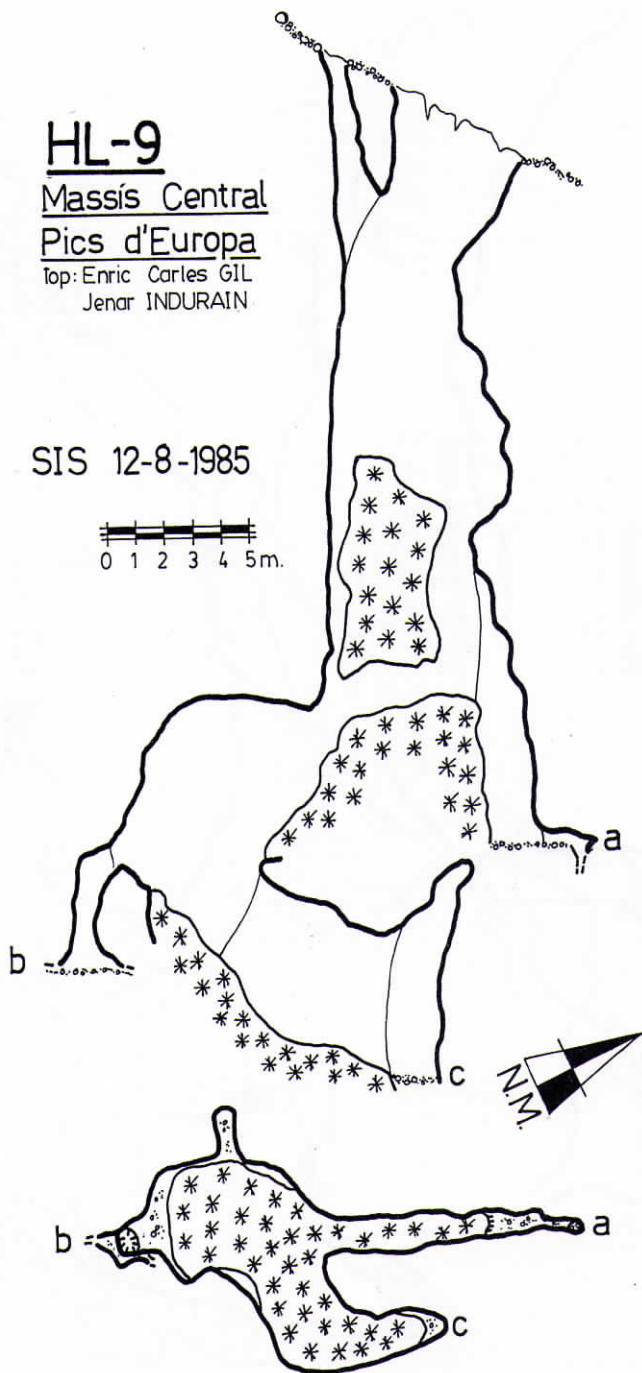 HL-9
Massís Central
Pics d'Europa
Top: Enric Carles GIL
Jenar INDURAIN
SIS 12-8-1985
0 1 2 3 4 5m.
a
b
c
N.M.
b
a
c